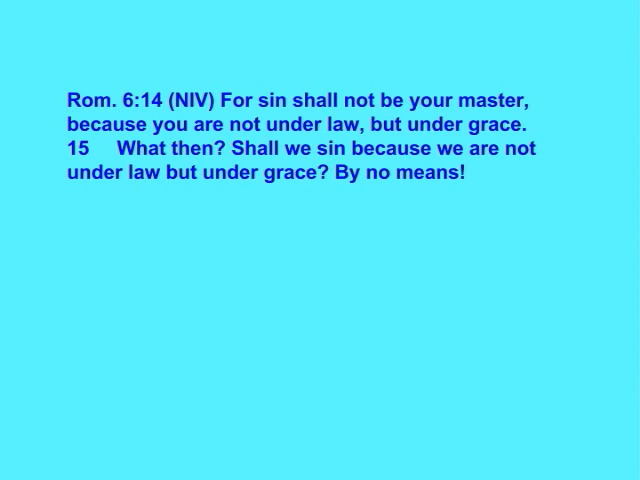 Rom. 6:14 (NIV) For sin shall not be your master,
because you are not under law, but under grace.
15 What then? Shall we sin because we are not
under law but under grace? By no means!